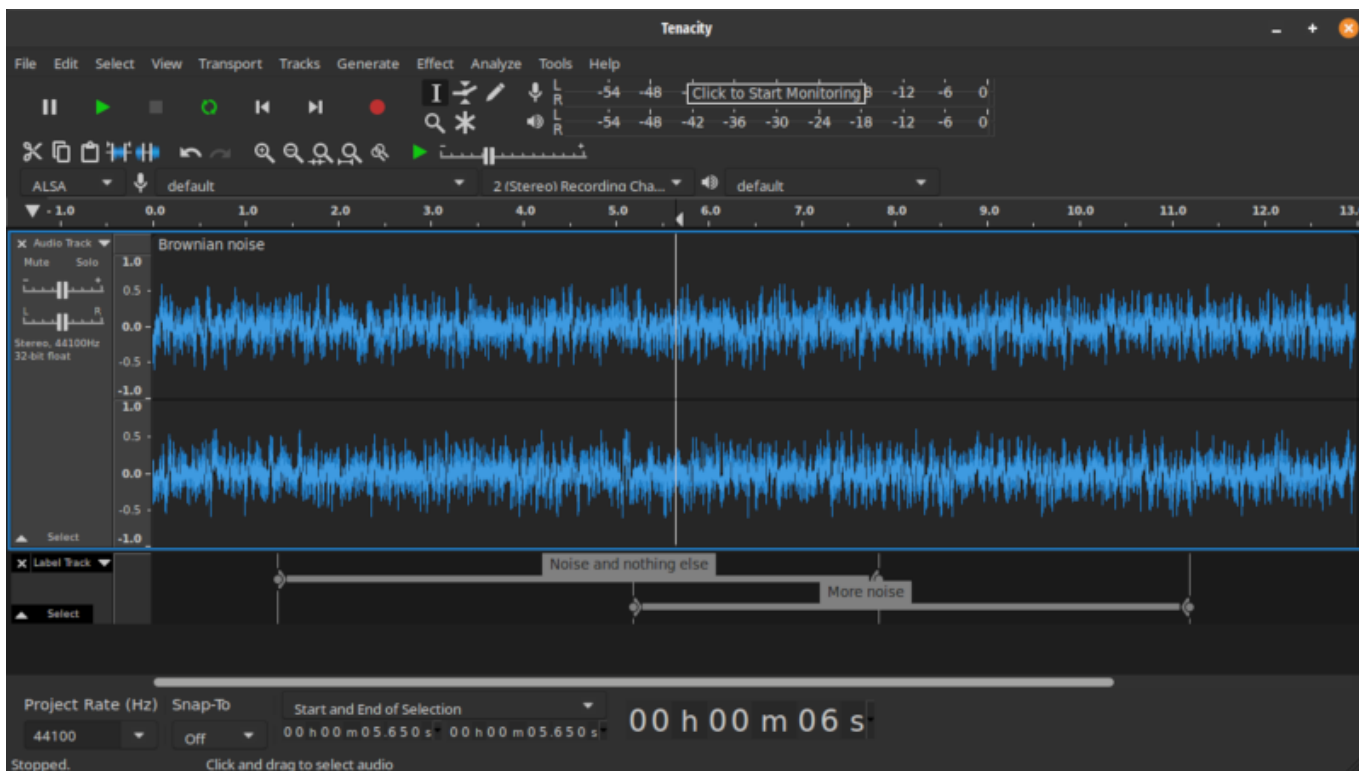 Tenacity
File Edit Select View Transport Tracks Generate Effect Analyze Tools Help
L
R
-54 -48 -4 Click to Start Monitoring 8 -12 -6 0
L
R
-54 -48 -42 -36 -30 -24 -18 -12 -6 0
ALSA default 2 (Stereo) Recording Cha... default
- 1.0 0.0 1.0 2.0 3.0 4.0 5.0 6.0 7.0 8.0 9.0 10.0 11.0 12.0 13.
Audio Track Brownian noise
Mute Solo 1.0
- + 0.5
L R 0.0
Stereo, 44100Hz
32-bit float -0.5
-1.0
1.0
0.5
0.0
-0.5
Select -1.0
Label Track Noise and nothing else
More noise
Select
Project Rate (Hz) Snap-To Start and End of Selection
44100 Off 00 h 00 m 05.650 s 00 h 00 m 05.650 s 00 h 00 m 06 s
Stopped. Click and drag to select audio